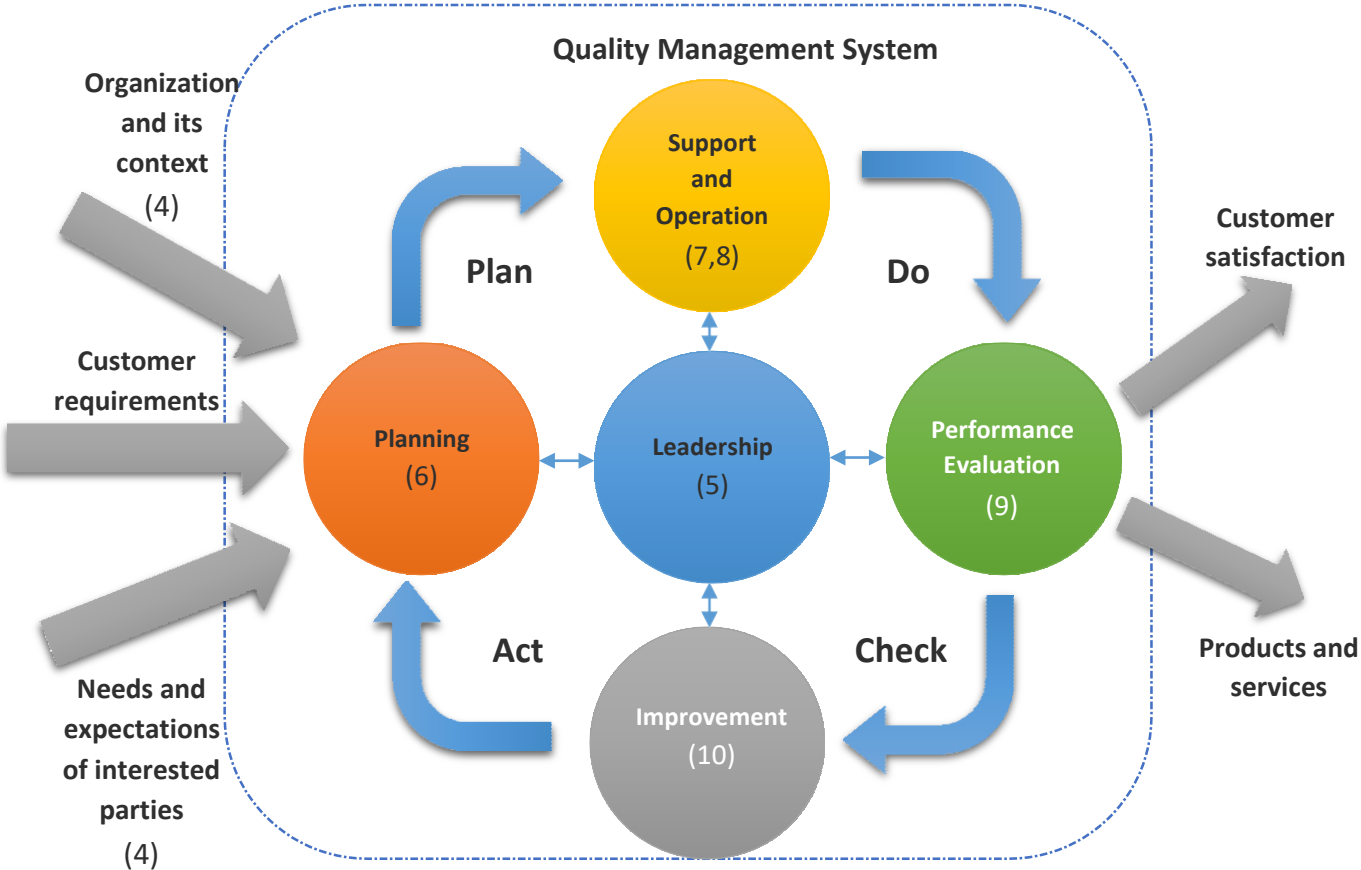 Quality Management System
Organization
and its
context
(4)
Support
and
Operation
(7,8)
Plan
Do
Customer
satisfaction
Customer
requirements
Planning
(6)
Leadership
(5)
Performance
Evaluation
(9)
Act
Check
Products and
services
Needs and
expectations
of interested
parties
(4)
Improvement
(10)